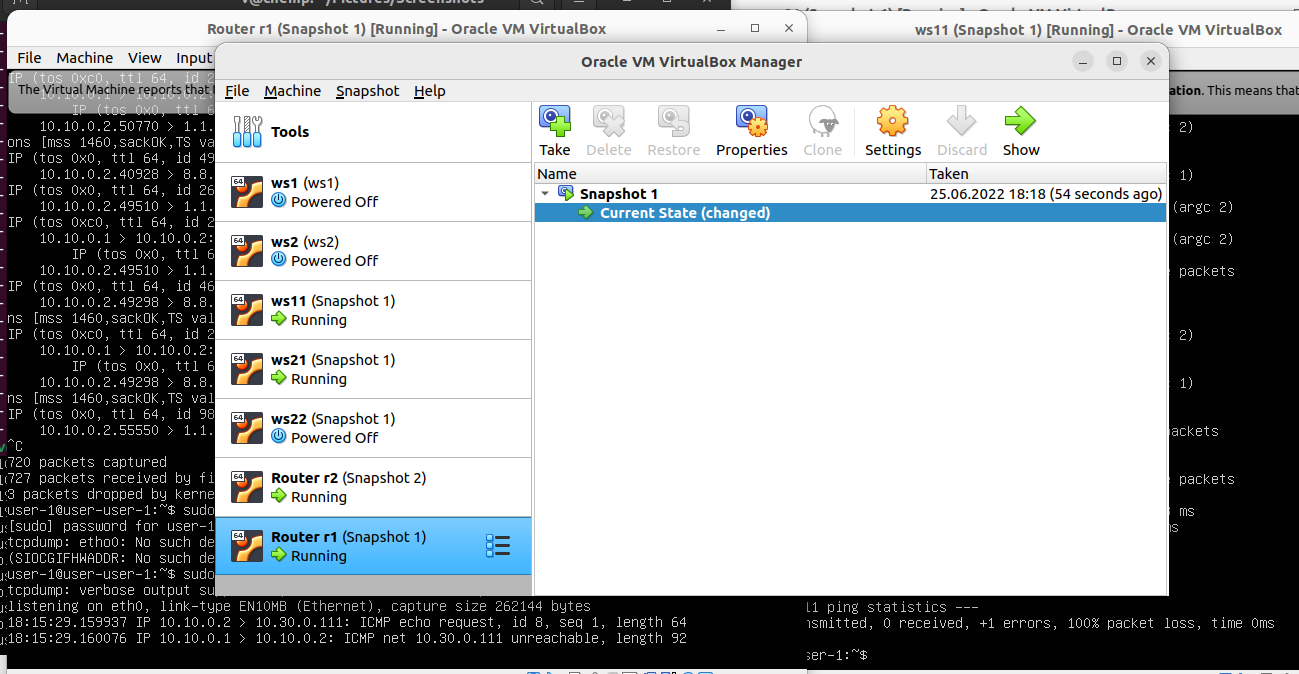 v@chemp: ~/Pictures/Screenshots
Router r1 (Snapshot 1) [Running] - Oracle VM VirtualBox
ws11 (Snapshot 1) [Running] - Oracle VM VirtualBox
File Machine View Input
Oracle VM VirtualBox Manager
File Machine Snapshot Help
IP (tos 0xc0, ttl 64, id 2
The Virtual Machine reports that
ation. This means that
IP (tos 0x0, ttl 6
10.10.0.2.50770 > 1.1.
ons [mss 1460,sackOK,TS va
IP (tos 0x0, ttl 64, id 49
10.10.0.2.40928 > 8.8.
IP (tos 0x0, ttl 64, id 26
10.10.0.2.49510 > 1.1.
IP (tos 0xc0, ttl 64, id 2
10.10.0.1 > 10.10.0.2:
IP (tos 0x0, ttl 6
10.10.0.2.49510 > 1.1.
IP (tos 0x0, ttl 64, id 46
10.10.0.2.49298 > 8.8.
ns [mss 1460,sackOK,TS val
IP (tos 0xc0, ttl 64, id 2
10.10.0.1 > 10.10.0.2:
IP (tos 0x0, ttl 6
10.10.0.2.49298 > 8.8.
ns [mss 1460,sackOK,TS val
IP (tos 0x0, ttl 64, id 98
10.10.0.2.55550 > 1.1.
^C
720 packets captured
727 packets received by fi
3 packets dropped by kerne
user-1@user-user-1:~$ sudo
[sudo] password for user-1
tcpdump: etho0: No such de
(SIOCGIFHWADDR: No such de
user-1@user-user-1:~$ sudo
tcpdump: verbose output su
listening on eth0, link-type EN10MB (Ethernet), capture size 262144 bytes
18:15:29.159937 IP 10.10.0.2 > 10.30.0.111: ICMP echo request, id 8, seq 1, length 64
18:15:29.160076 IP 10.10.0.1 > 10.10.0.2: ICMP net 10.30.0.111 unreachable, length 92
Tools
ws1 (ws1)
Powered Off
ws2 (ws2)
Powered Off
ws11 (Snapshot 1)
Running
ws21 (Snapshot 1)
Running
ws22 (Snapshot 1)
Powered Off
Router r2 (Snapshot 2)
Running
Router r1 (Snapshot 1)
Running
Take Delete Restore Properties Clone Settings Discard Show
Name Taken
Snapshot 1 25.06.2022 18:18 (54 seconds ago)
Current State (changed)
2)
1)
(argc 2)
(argc 2)
packets
2)
1)
ackets
packets
ms
s
l1 ping statistics ---
nsmitted, 0 received, +1 errors, 100% packet loss, time 0ms
ser-1:~$